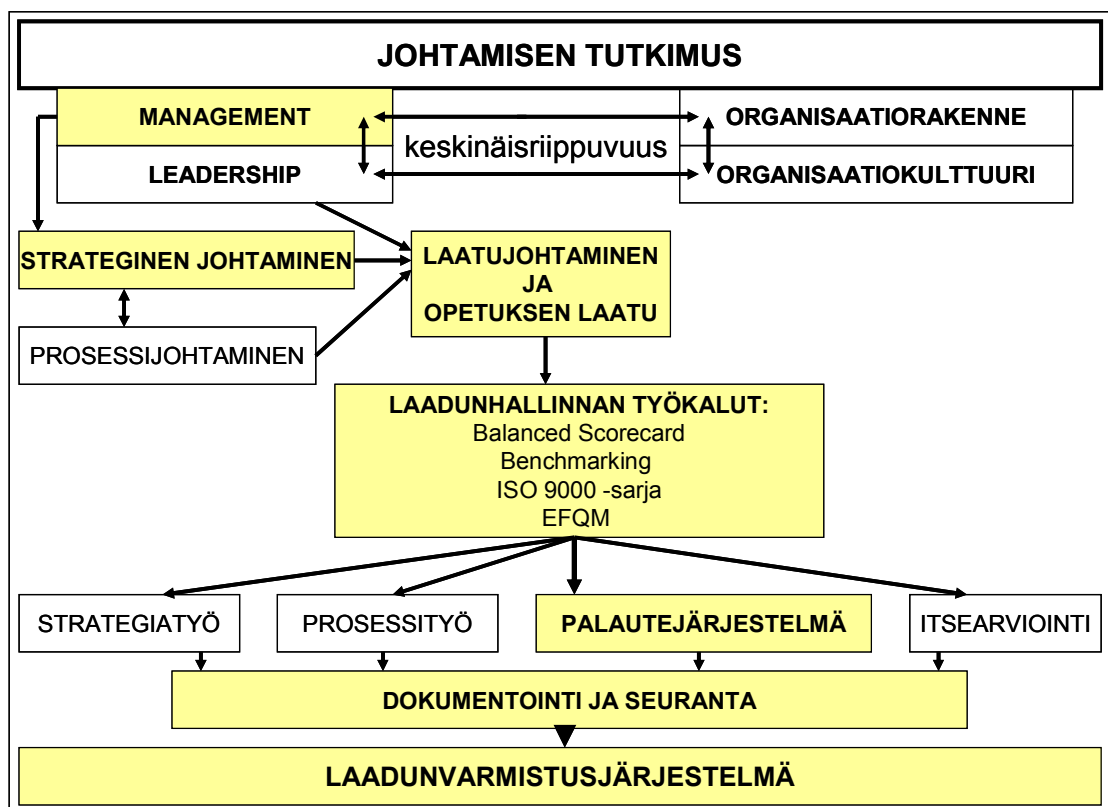 JOHTAMISEN TUTKIMUS
MANAGEMENT
ORGANISAATIORAKENNE
keskinäisriippuvuus
LEADERSHIP
ORGANISAATIOKULTTUURI
STRATEGINEN JOHTAMINEN
LAATUJOHTAMINEN
JA
OPETUKSEN LAATU
PROSESSIJOHTAMINEN
LAADUNHALLINNAN TYÖKALUT:
Balanced Scorecard
Benchmarking
ISO 9000 -sarja
EFQM
STRATEGIATYÖ
PROSESSITYÖ
PALAUTEJÄRJESTELMÄ
ITSEARVIOINTI
DOKUMENTOINTI JA SEURANTA
LAADUNVARMISTUSJÄRJESTELMÄ